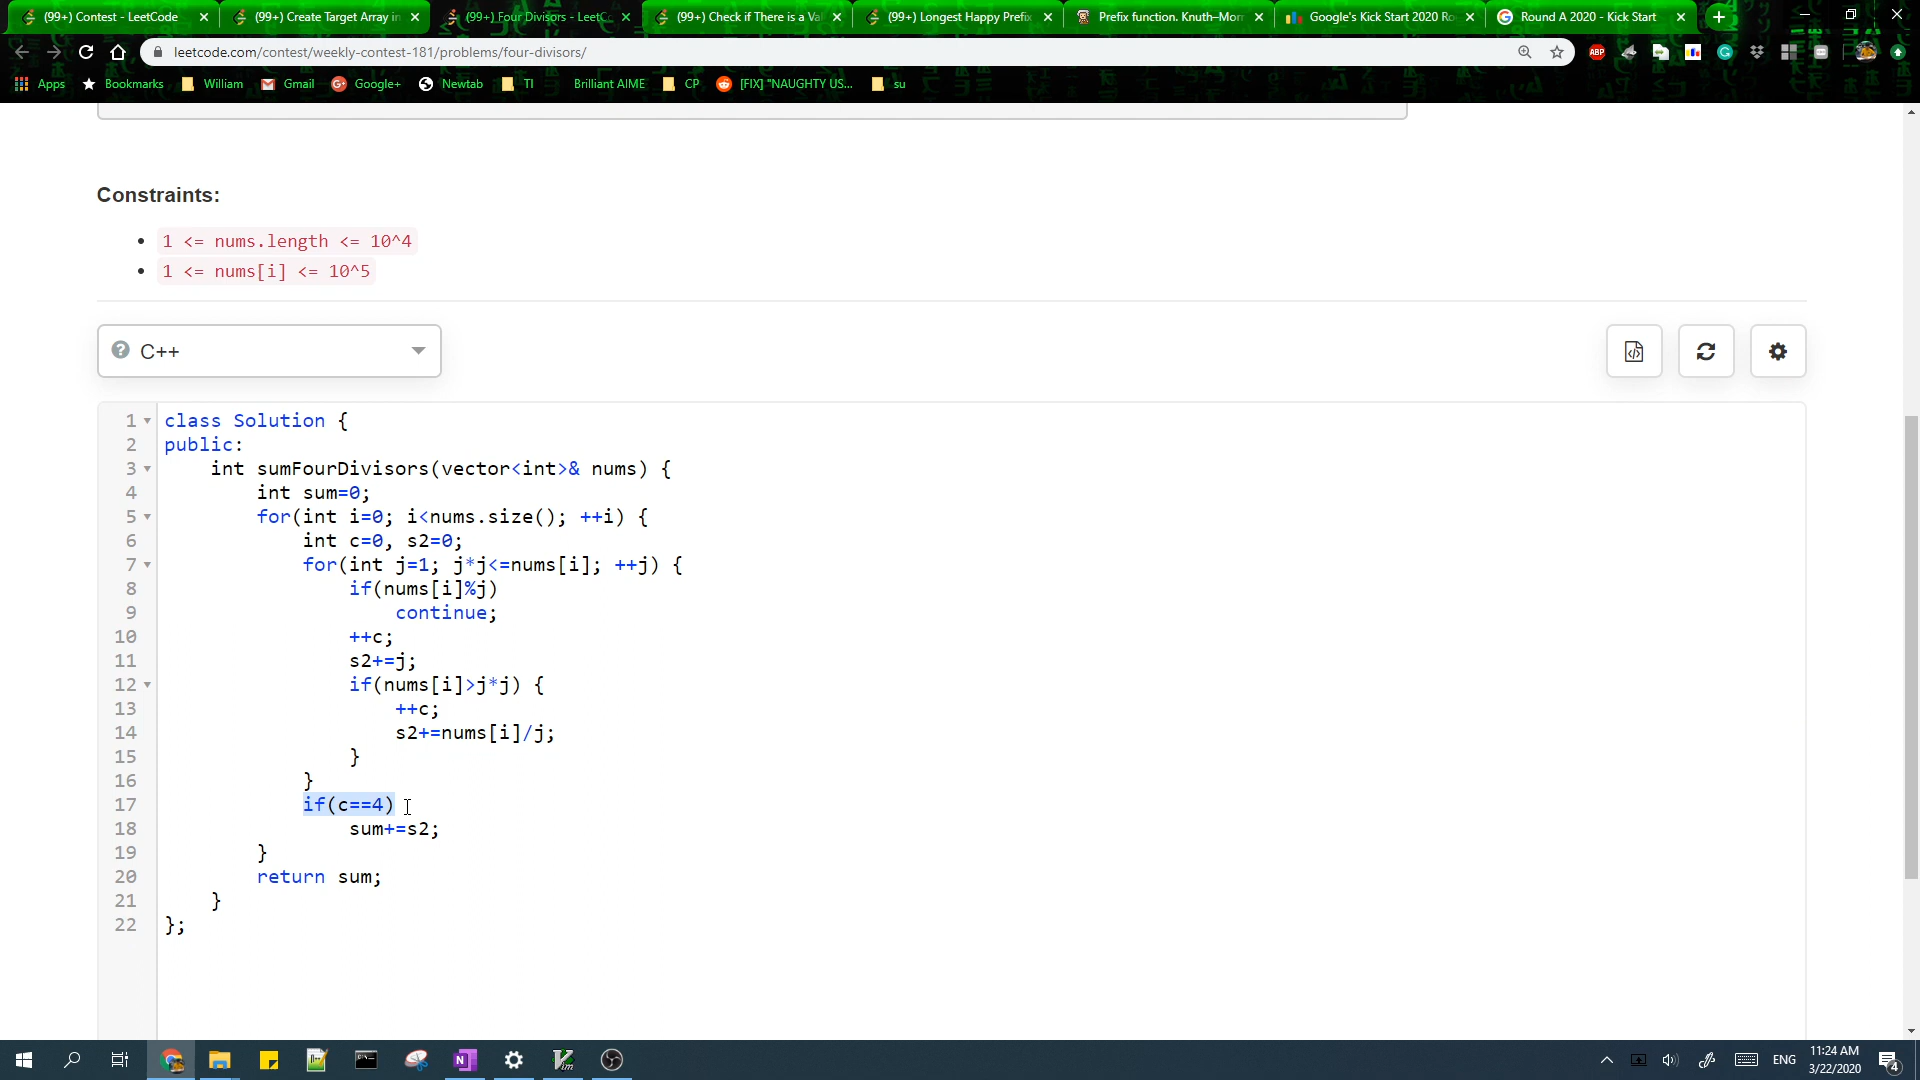 (99+) Contest - LeetCode
(99+) Create Target Array in
(99+) Four Divisors - LeetC
(99+) Check if There is a Va
(99+) Longest Happy Prefix
Prefix function. Knuth–Morr
Google's Kick Start 2020 Ro
Round A 2020 - Kick Start
leetcode.com/contest/weekly-contest-181/problems/four-divisors/
ABP
Apps
Bookmarks
William
Gmail
Google+
Newtab
TI
Brilliant AIME
CP
[FIX] "NAUGHTY US...
su
Constraints:
1 <= nums.length <= 10^4
1 <= nums[i] <= 10^5
C++
1 class Solution {
2 public:
3 int sumFourDivisors(vector<int>& nums) {
4 int sum=0;
5 for(int i=0; i<nums.size(); ++i) {
6 int c=0, s2=0;
7 for(int j=1; j*j<=nums[i]; ++j) {
8 if(nums[i]%j)
9 continue;
10 ++c;
11 s2+=j;
12 if(nums[i]>j*j) {
13 ++c;
14 s2+=nums[i]/j;
15 }
16 }
17 if(c==4)
18 sum+=s2;
19 }
20 return sum;
21 }
22 };
ENG
11:24 AM
3/22/2020
4